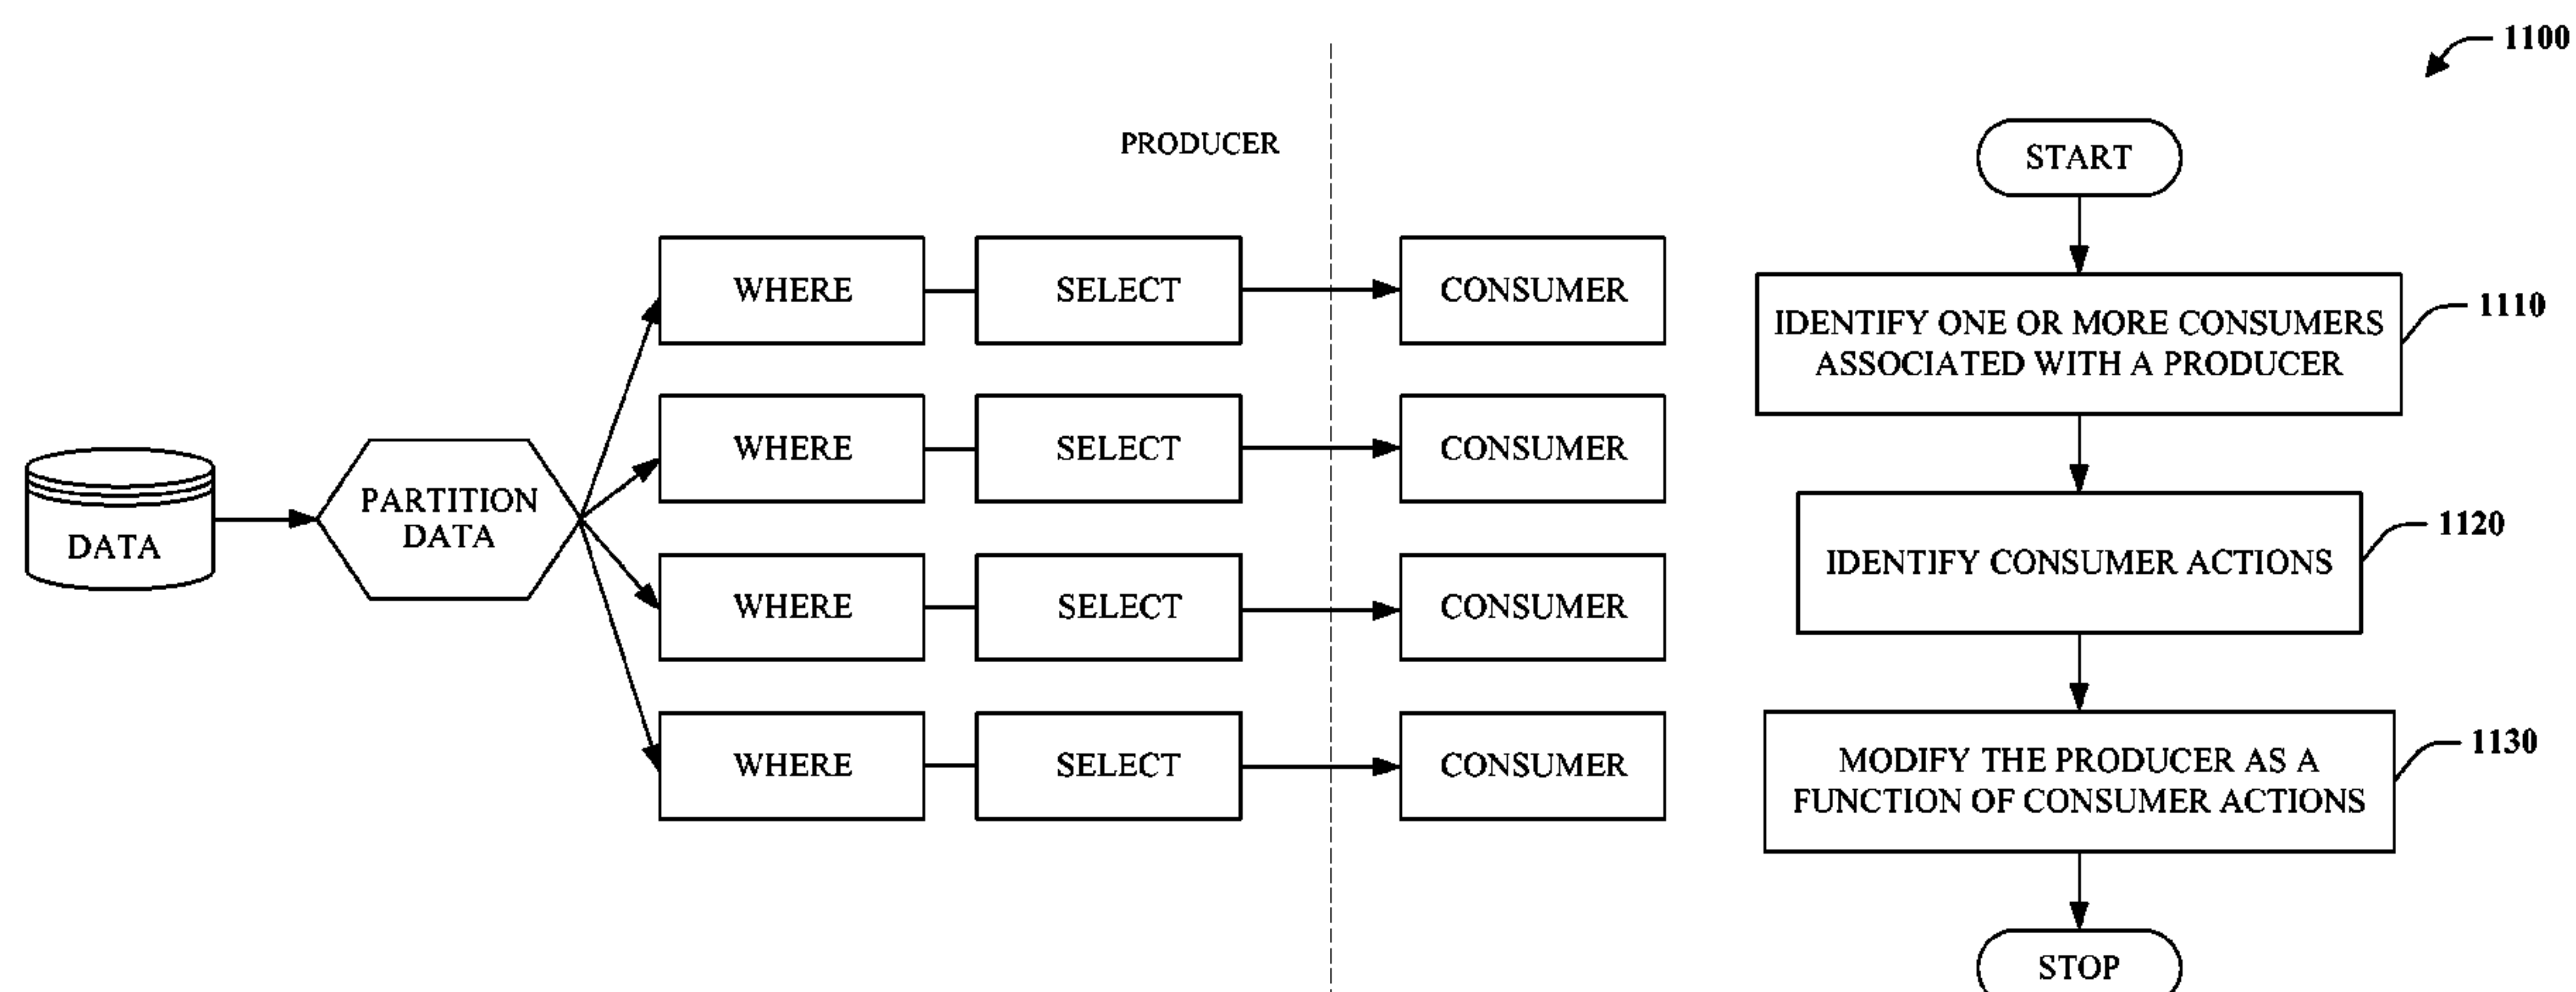 PRODUCER
DATA
PARTITION
DATA
WHERE
SELECT
CONSUMER
WHERE
SELECT
CONSUMER
WHERE
SELECT
CONSUMER
WHERE
SELECT
CONSUMER
1100
START
IDENTIFY ONE OR MORE CONSUMERS
ASSOCIATED WITH A PRODUCER
1110
IDENTIFY CONSUMER ACTIONS
1120
MODIFY THE PRODUCER AS A
FUNCTION OF CONSUMER ACTIONS
1130
STOP